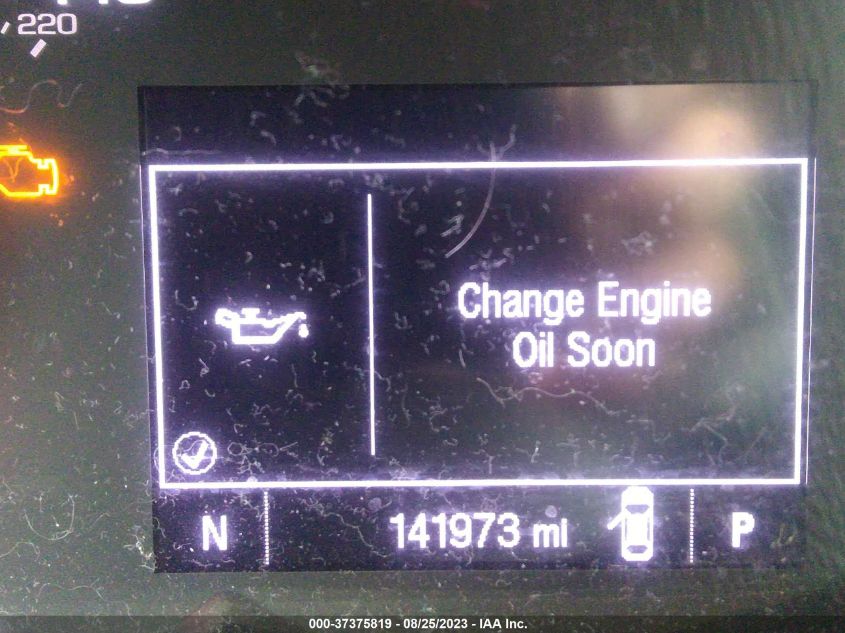 220
Change Engine
Oil Soon
N 141973 mi P
000-37375819 - 08/25/2023 - IAA Inc.